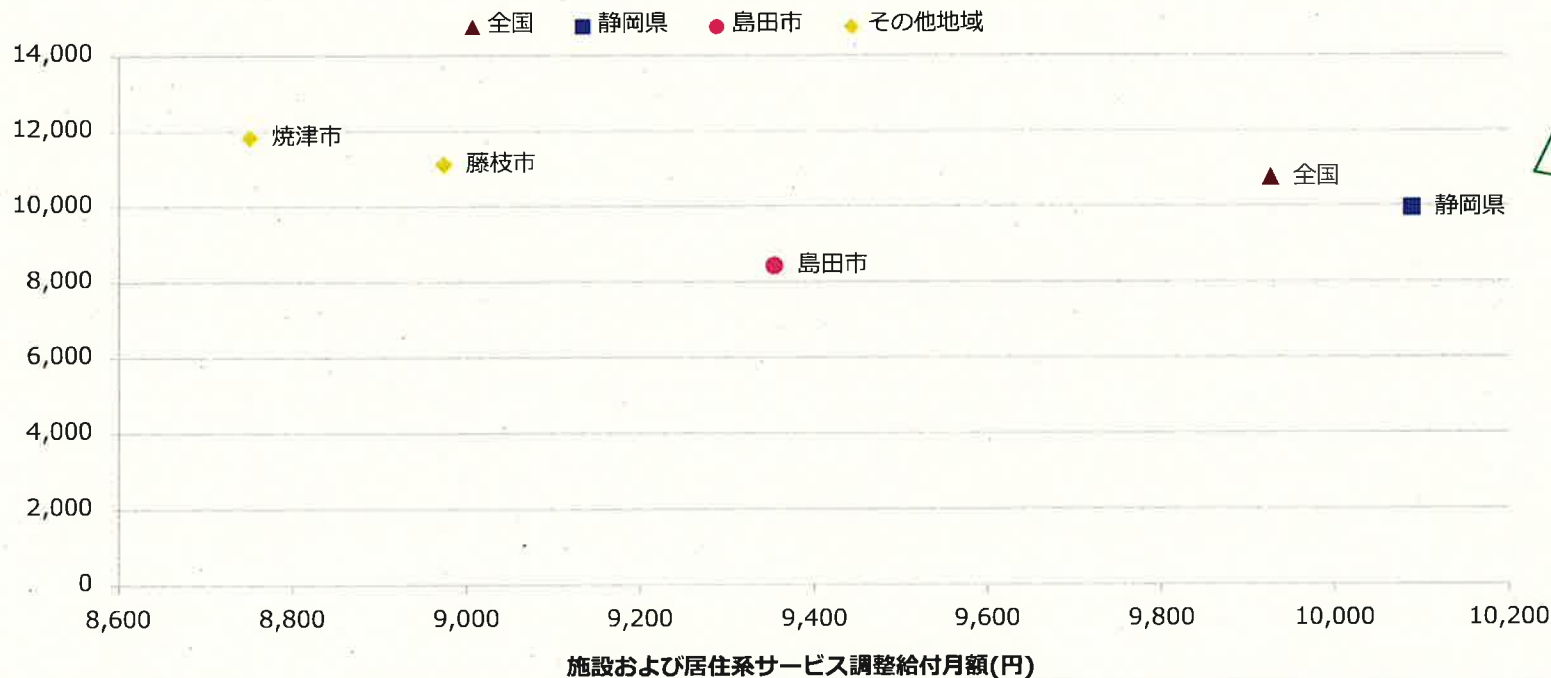 全国 静岡県 島田市 その他地域
14,000
12,000
焼津市
藤枝市
全国
10,000
静岡県
島田市
8,000
6,000
4,000
2,000
0
8,600 8,800 9,000 9,200 9,400 9,600 9,800 10,000 10,200
施設および居住系サービス調整給付月額(円)